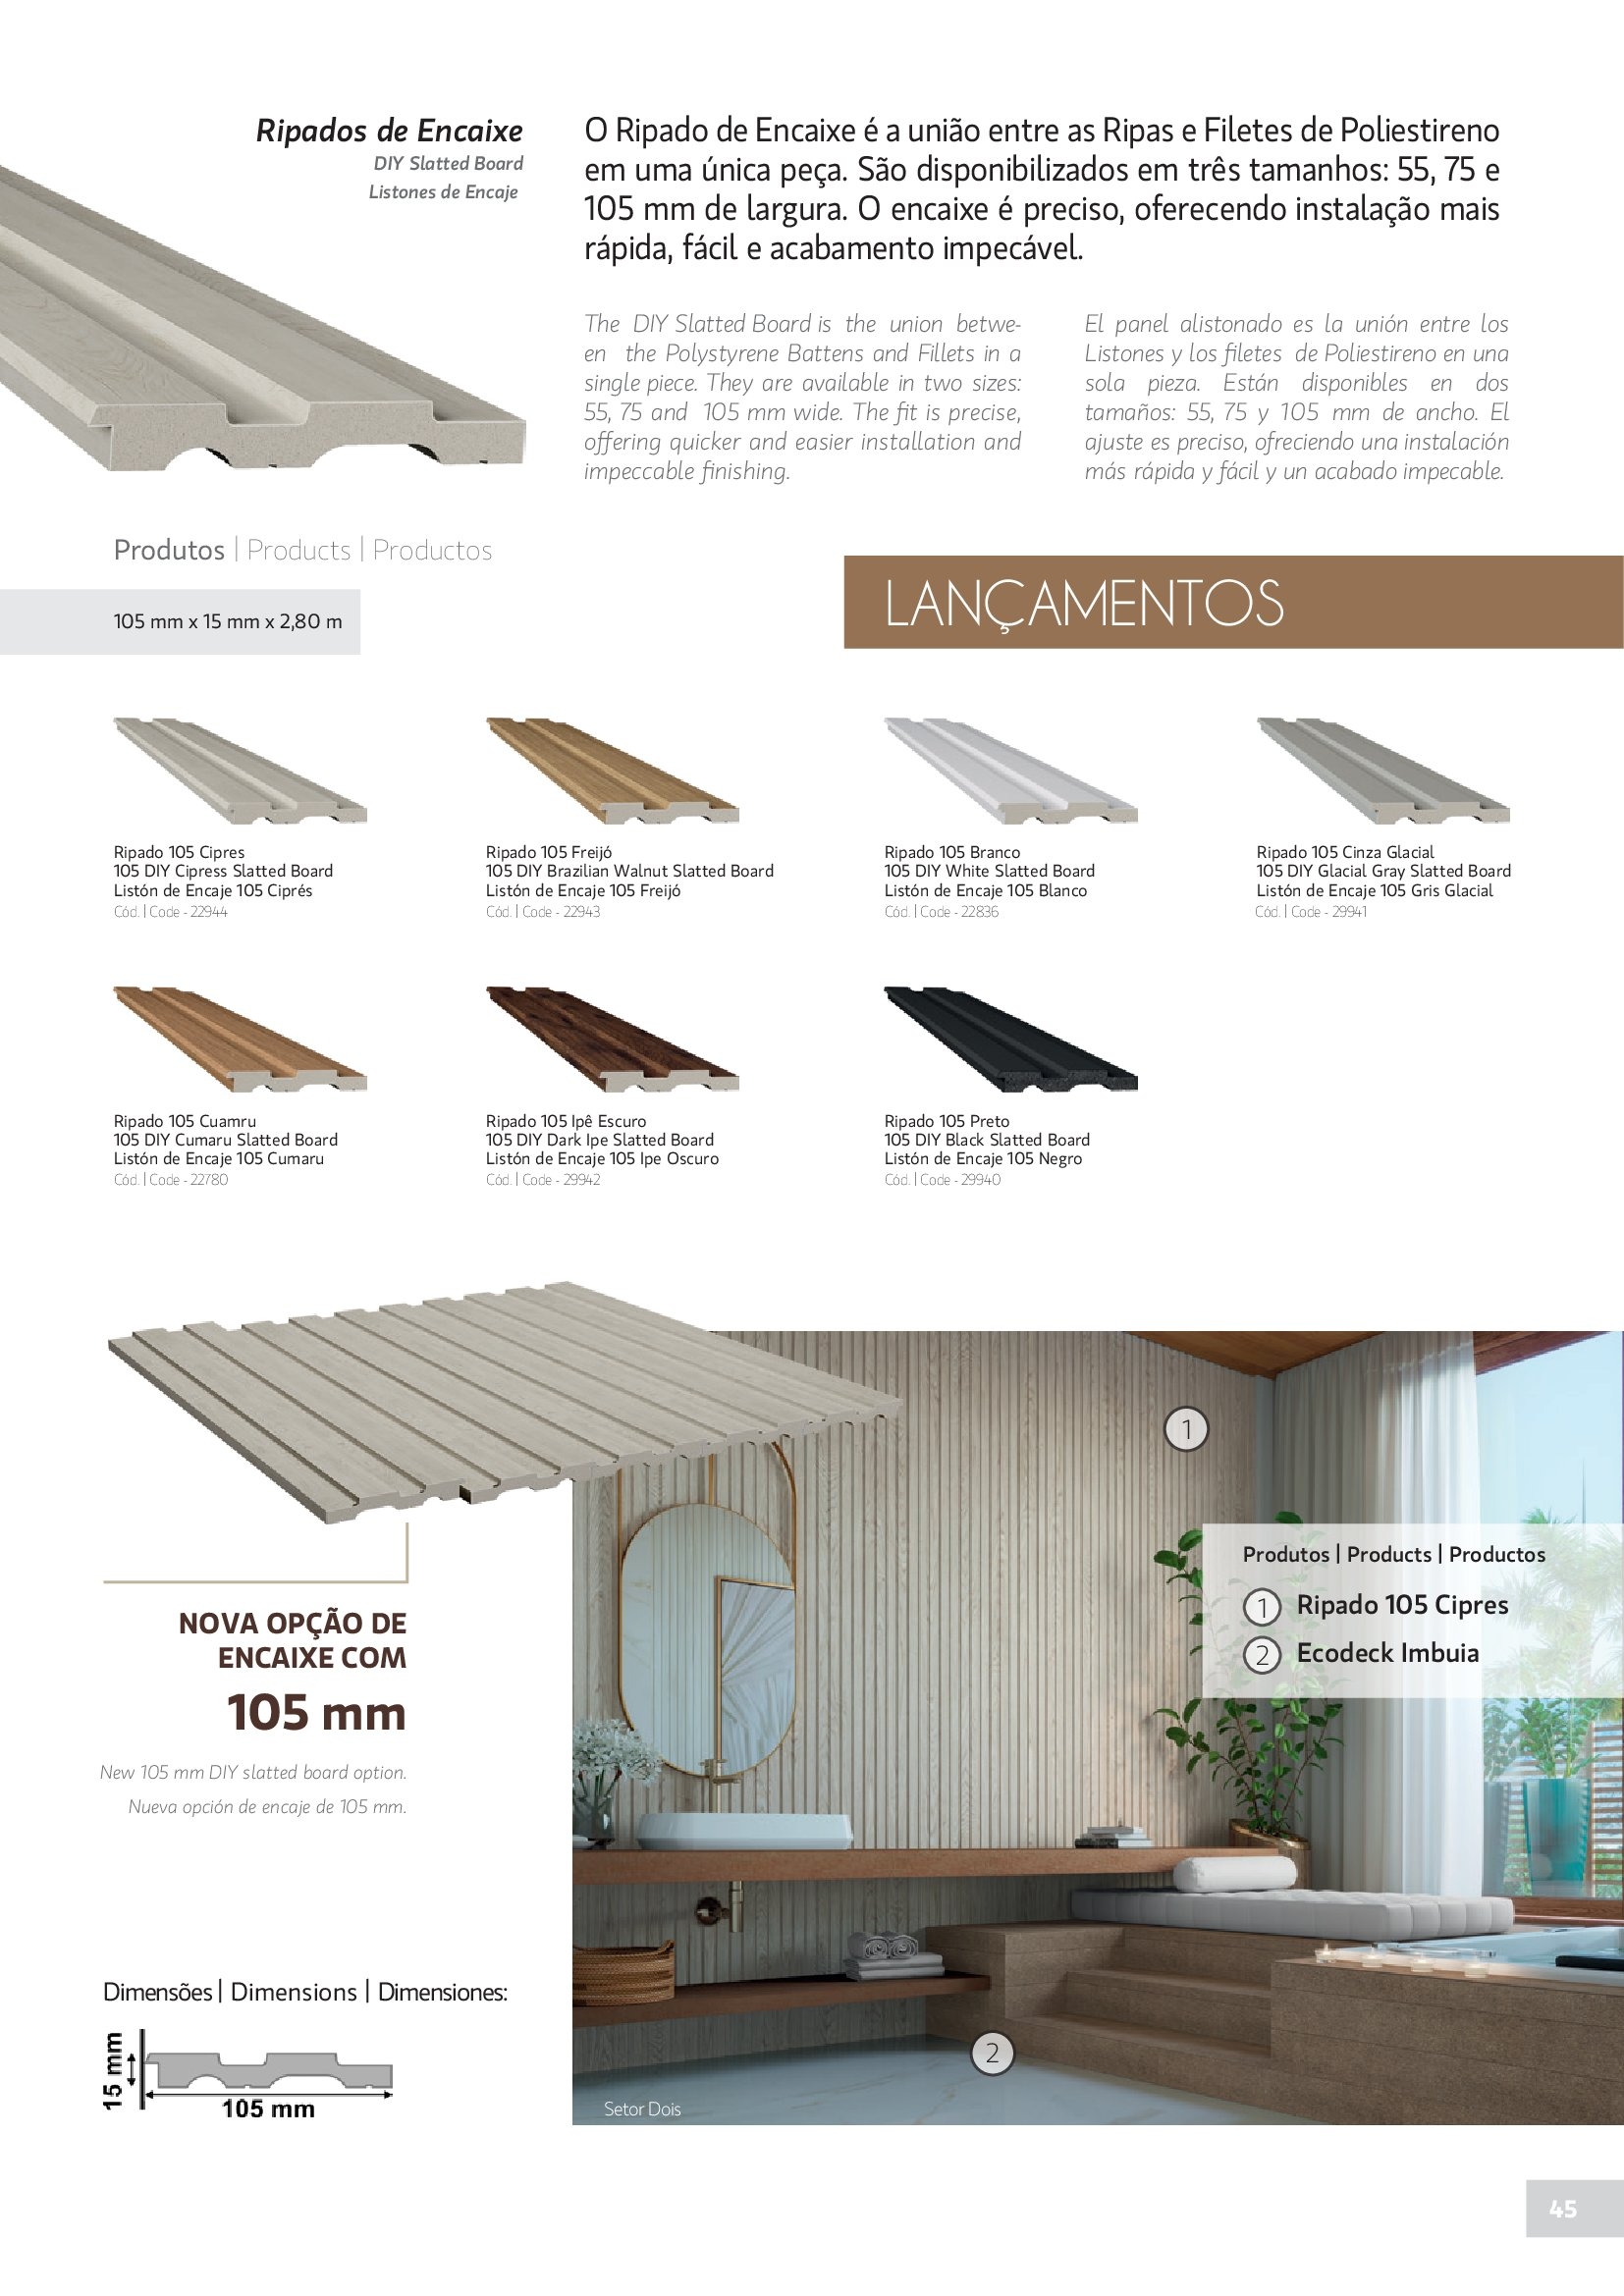 Ripados de Encaixe
DIY Slatted Board
Listones de Encaje
O Ripado de Encaixe é a união entre as Ripas e Filetes de Poliestireno
em uma única peça. São disponibilizados em três tamanhos: 55, 75 e
105 mm de largura. O encaixe é preciso, oferecendo instalação mais
rápida, fácil e acabamento impecável.
The DIY Slatted Board is the union betwe-
en the Polystyrene Battens and Fillets in a
single piece. They are available in two sizes:
55, 75 and 105 mm wide. The fit is precise,
offering quicker and easier installation and
impeccable finishing.
El panel alistonado es la unión entre los
Listones y los filetes de Poliestireno en una
sola pieza. Están disponibles en dos
tamaños: 55, 75 y 105 mm de ancho. El
ajuste es preciso, ofreciendo una instalación
más rápida y fácil y un acabado impecable.
Produtos | Products | Productos
105 mm x 15 mm x 2,80 m
LANÇAMENTOS
Ripado 105 Cipres
105 DIY Cipress Slatted Board
Listón de Encaje 105 Ciprés
Cód. | Code - 22944
Ripado 105 Freijó
105 DIY Brazilian Walnut Slatted Board
Listón de Encaje 105 Freijó
Cód. | Code - 22943
Ripado 105 Branco
105 DIY White Slatted Board
Listón de Encaje 105 Blanco
Cód. | Code - 22836
Ripado 105 Cinza Glacial
105 DIY Glacial Gray Slatted Board
Listón de Encaje 105 Gris Glacial
Cód. | Code - 29941
Ripado 105 Cuamru
105 DIY Cumaru Slatted Board
Listón de Encaje 105 Cumaru
Cód. | Code - 22780
Ripado 105 Ipê Escuro
105 DIY Dark Ipe Slatted Board
Listón de Encaje 105 Ipe Oscuro
Cód. | Code - 29942
Ripado 105 Preto
105 DIY Black Slatted Board
Listón de Encaje 105 Negro
Cód. | Code - 29940
NOVA OPÇÃO DE
ENCAIXE COM
105 mm
New 105 mm DIY slatted board option.
Nueva opción de encaje de 105 mm.
1
Produtos | Products | Productos
1 Ripado 105 Cipres
2 Ecodeck Imbuia
2
Setor Dois
Dimensões | Dimensions | Dimensiones:
15 mm
105 mm
45